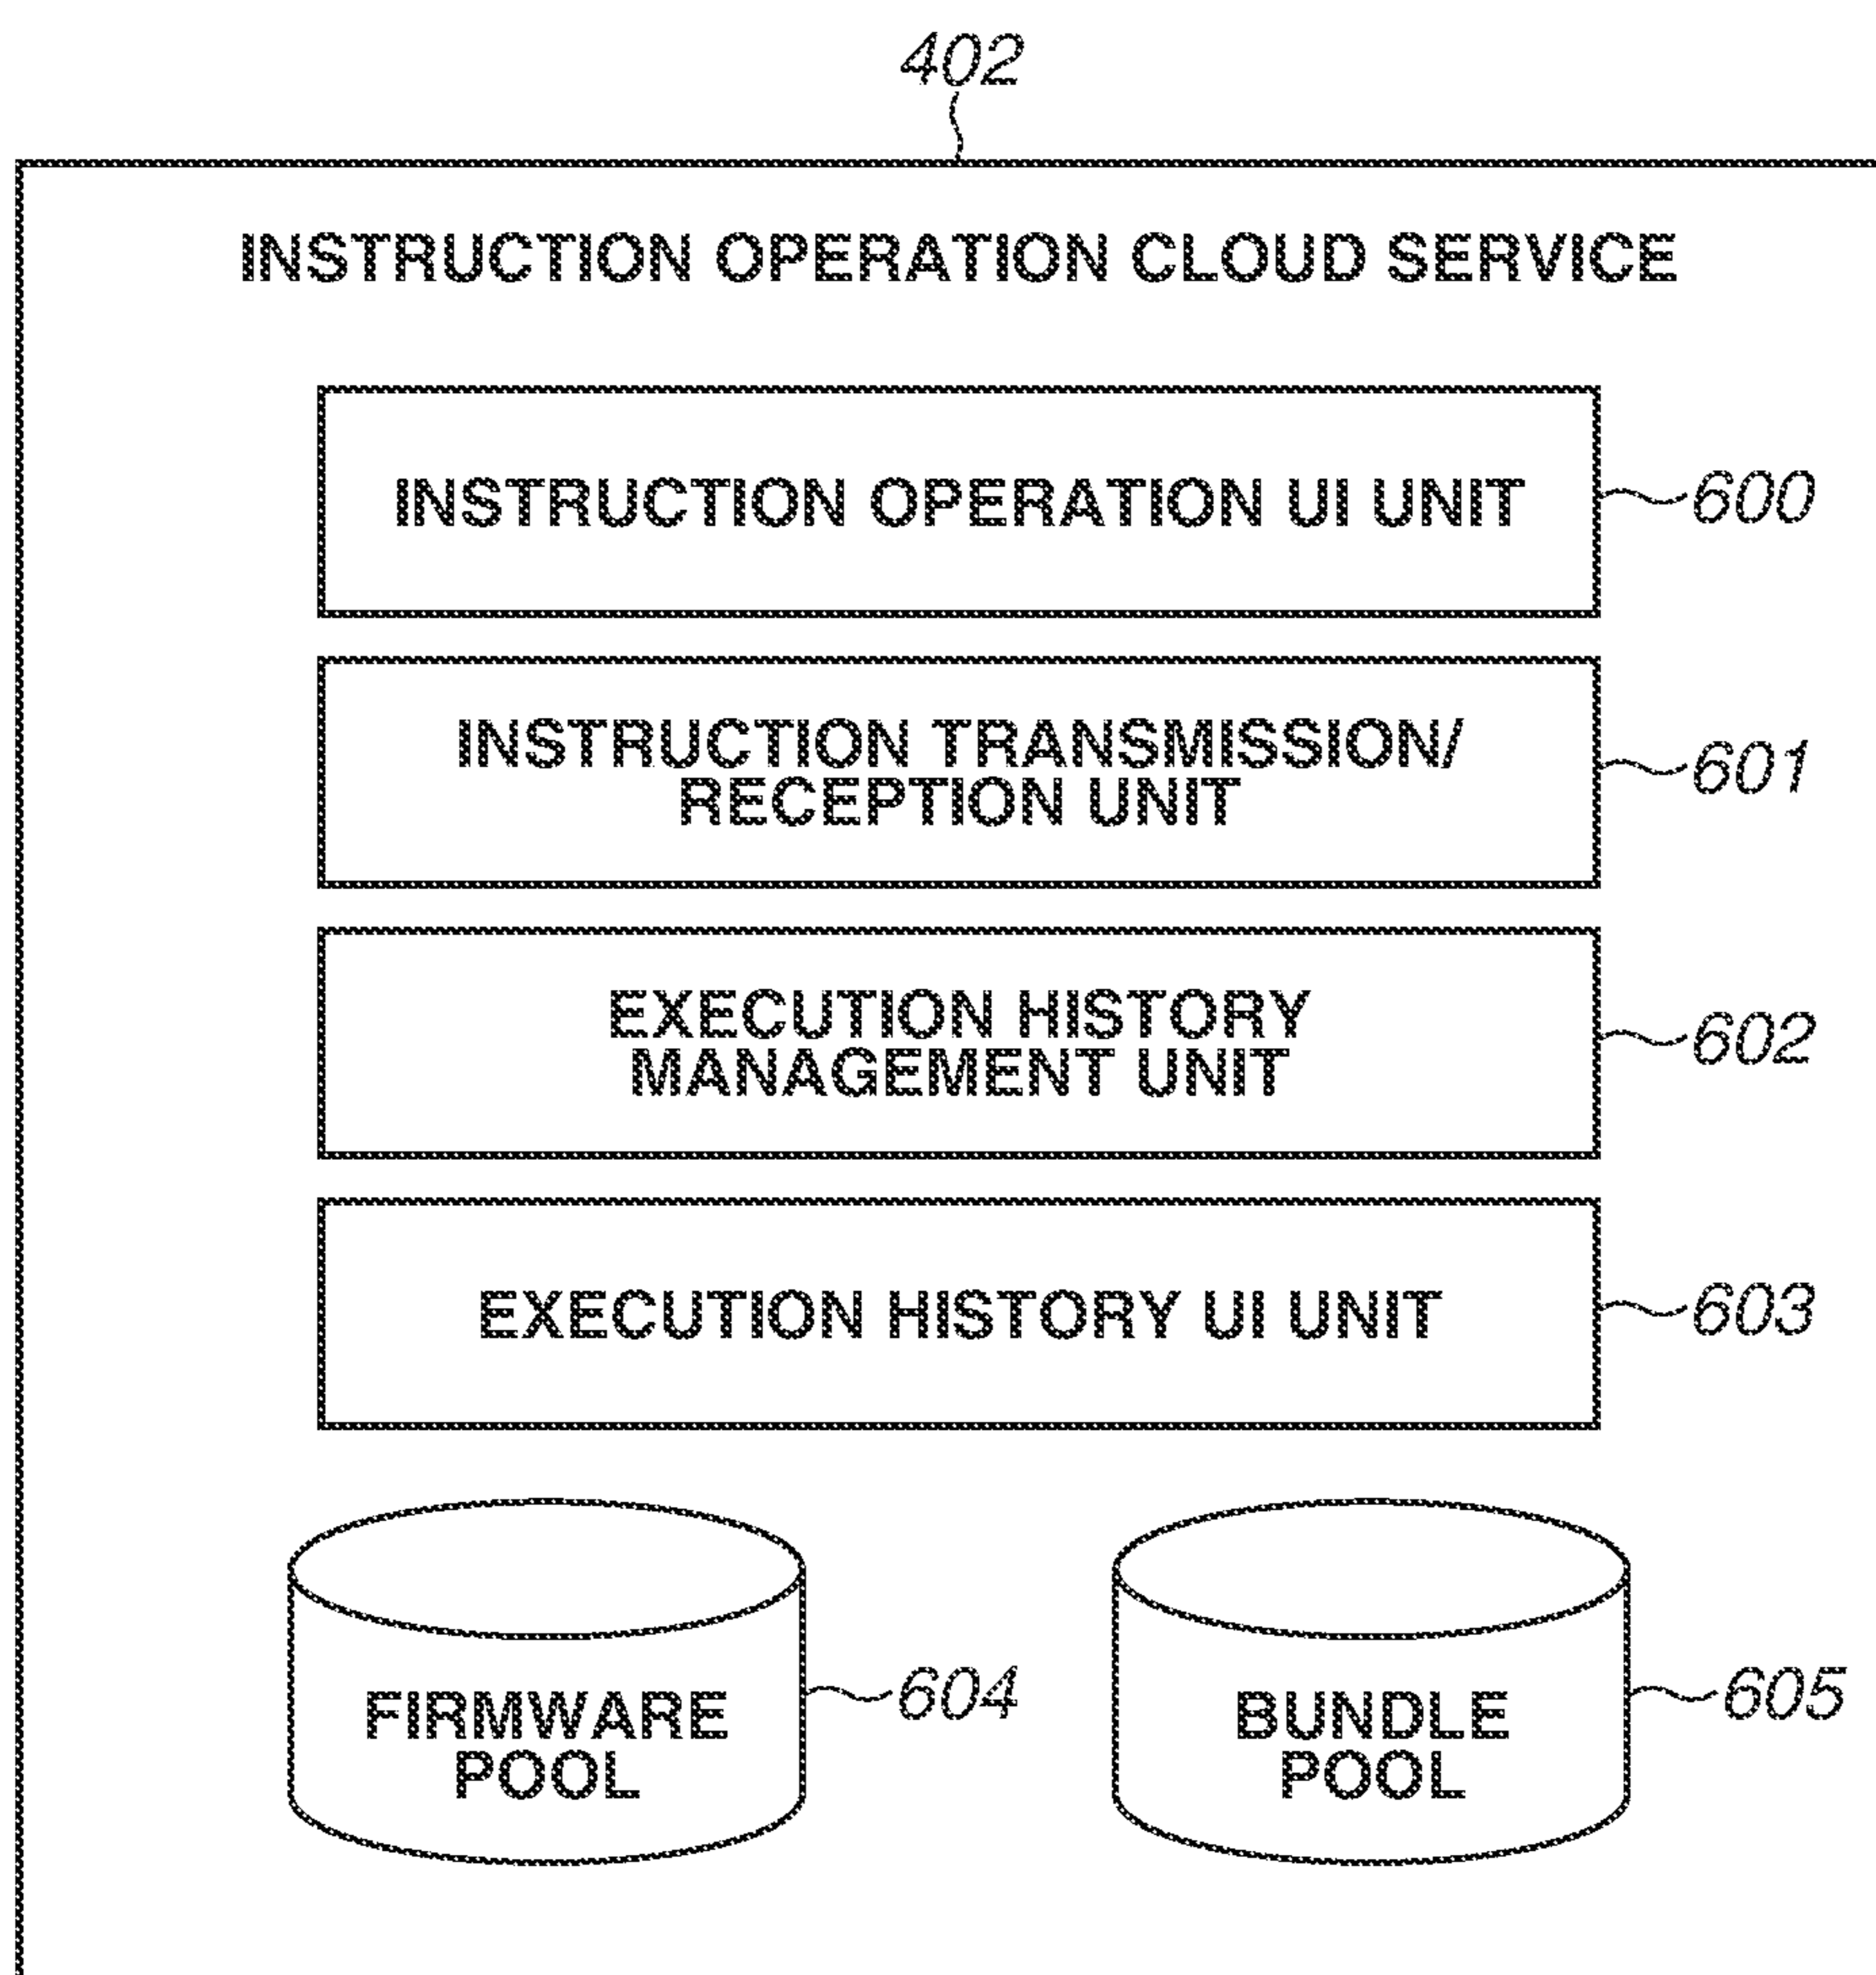 402
INSTRUCTION OPERATION CLOUD SERVICE
INSTRUCTION OPERATION UI UNIT
600
INSTRUCTION TRANSMISSION/
RECEPTION UNIT
601
EXECUTION HISTORY
MANAGEMENT UNIT
602
EXECUTION HISTORY UI UNIT
603
FIRMWARE
POOL
604
BUNDLE
POOL
605